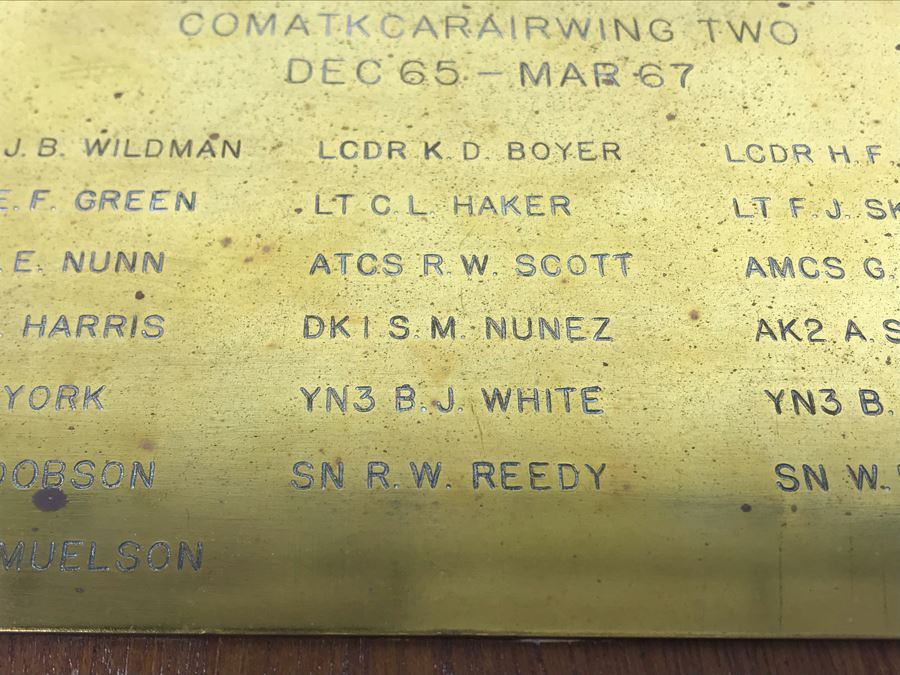 COMATKCARAIRWING TWO
DEC 65 - MAR 67
J. B. WILDMAN LCDR K. D. BOYER LCDR H. F.
E. F. GREEN LT C. L. HAKER LT F. J.
E. NUNN ATCS R. W. SCOTT AMCS G.
HARRIS DK1 S. M. NUNEZ AK2 A.
YORK YN3 B. J. WHITE YN3 B.
DOBSON SN R. W. REEDY SN W.
MUELSON